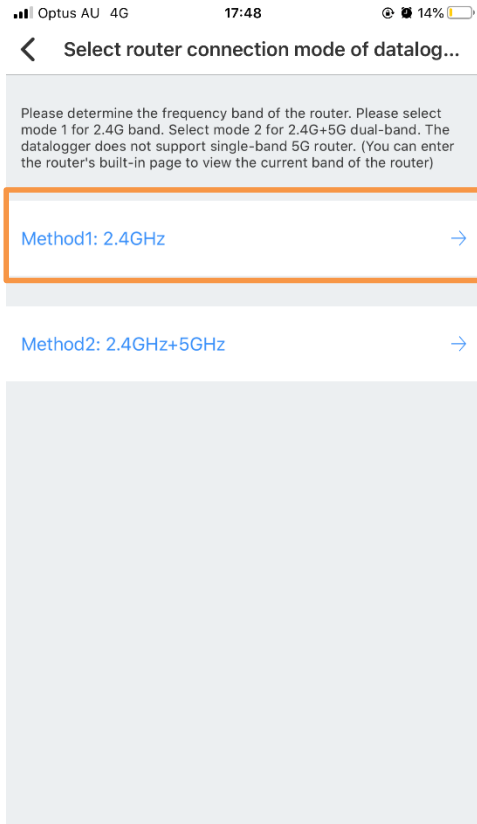 Optus AU 4G 17:48 14%
Select router connection mode of datalog...
Please determine the frequency band of the router. Please select
mode 1 for 2.4G band. Select mode 2 for 2.4G+5G dual-band. The
datalogger does not support single-band 5G router. (You can enter
the router's built-in page to view the current band of the router)
Method1: 2.4GHz
Method2: 2.4GHz+5GHz